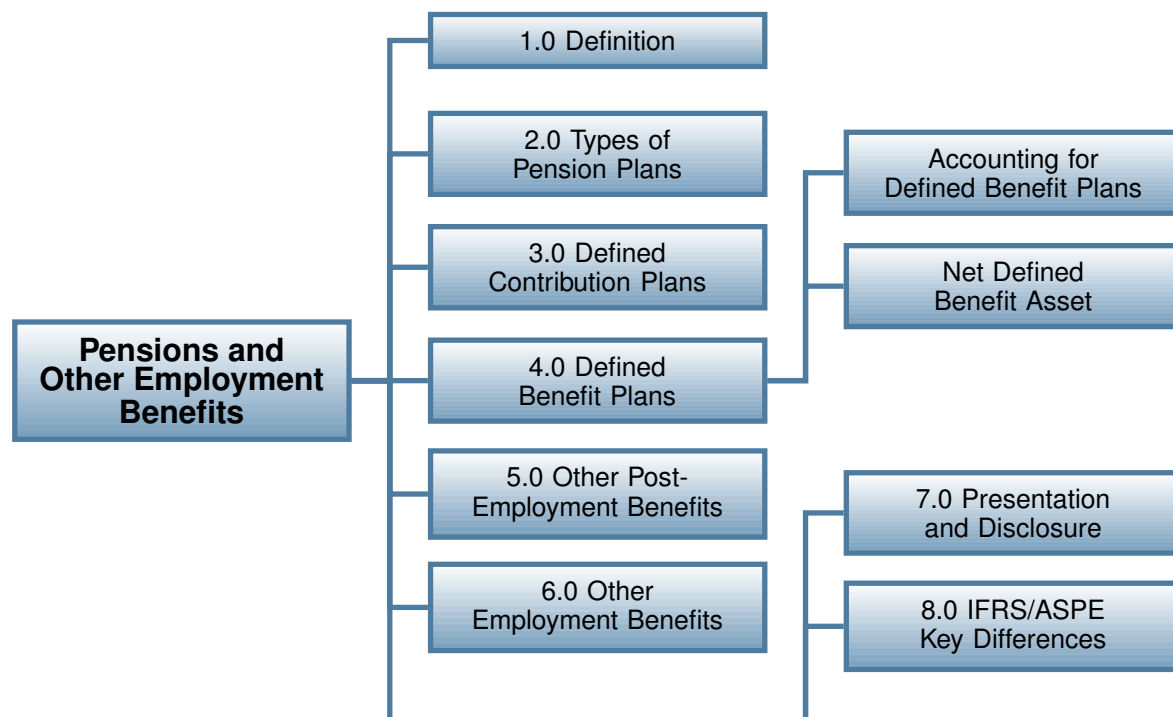 1.0 Definition
2.0 Types of
Pension Plans
3.0 Defined
Contribution Plans
Pensions and
Other Employment
Benefits
4.0 Defined
Benefit Plans
5.0 Other Post-
Employment Benefits
6.0 Other
Employment Benefits
Accounting for
Defined Benefit Plans
Net Defined
Benefit Asset
7.0 Presentation
and Disclosure
8.0 IFRS/ASPE
Key Differences